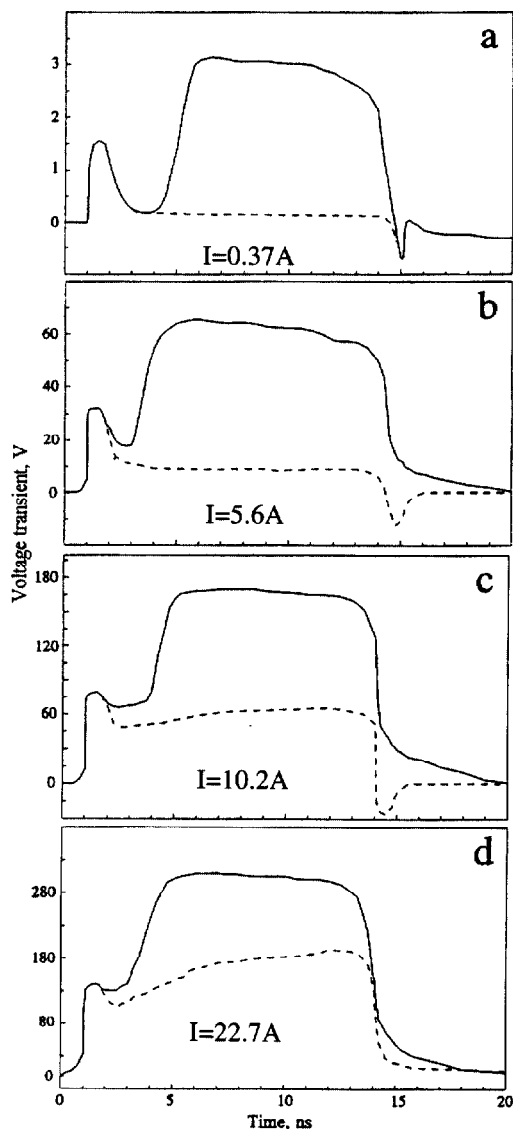 a
3
2
1
0
I=0.37A
b
60
40
20
0
I=5.6A
Voltage transient, V
c
180
120
60
0
I=10.2A
d
280
180
80
0
I=22.7A
0 5 10 15 20
Time, ns